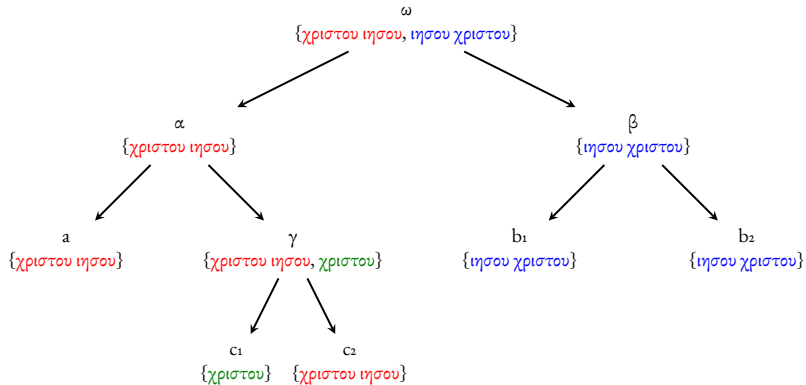 ω
{χριστου ιησου, ιησου χριστου}
α
{χριστου ιησου}
β
{ιησου χριστου}
a
{χριστου ιησου}
γ
{χριστου ιησου, χριστου}
b1
{ιησου χριστου}
b2
{ιησου χριστου}
c1
{χριστου}
c2
{χριστου ιησου}